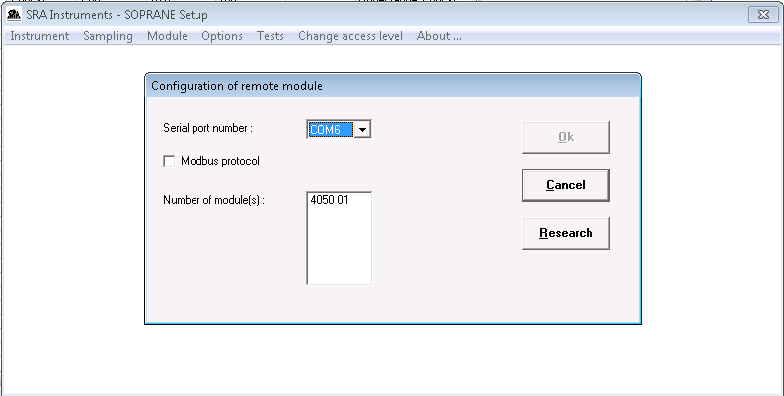 SRA Instruments - SOPRANE Setup
Instrument Sampling Module Options Tests Change access level About ...
Configuration of remote module
Serial port number :
COM6
Ok
Modbus protocol
Cancel
Number of module(s) :
4050 01
Research